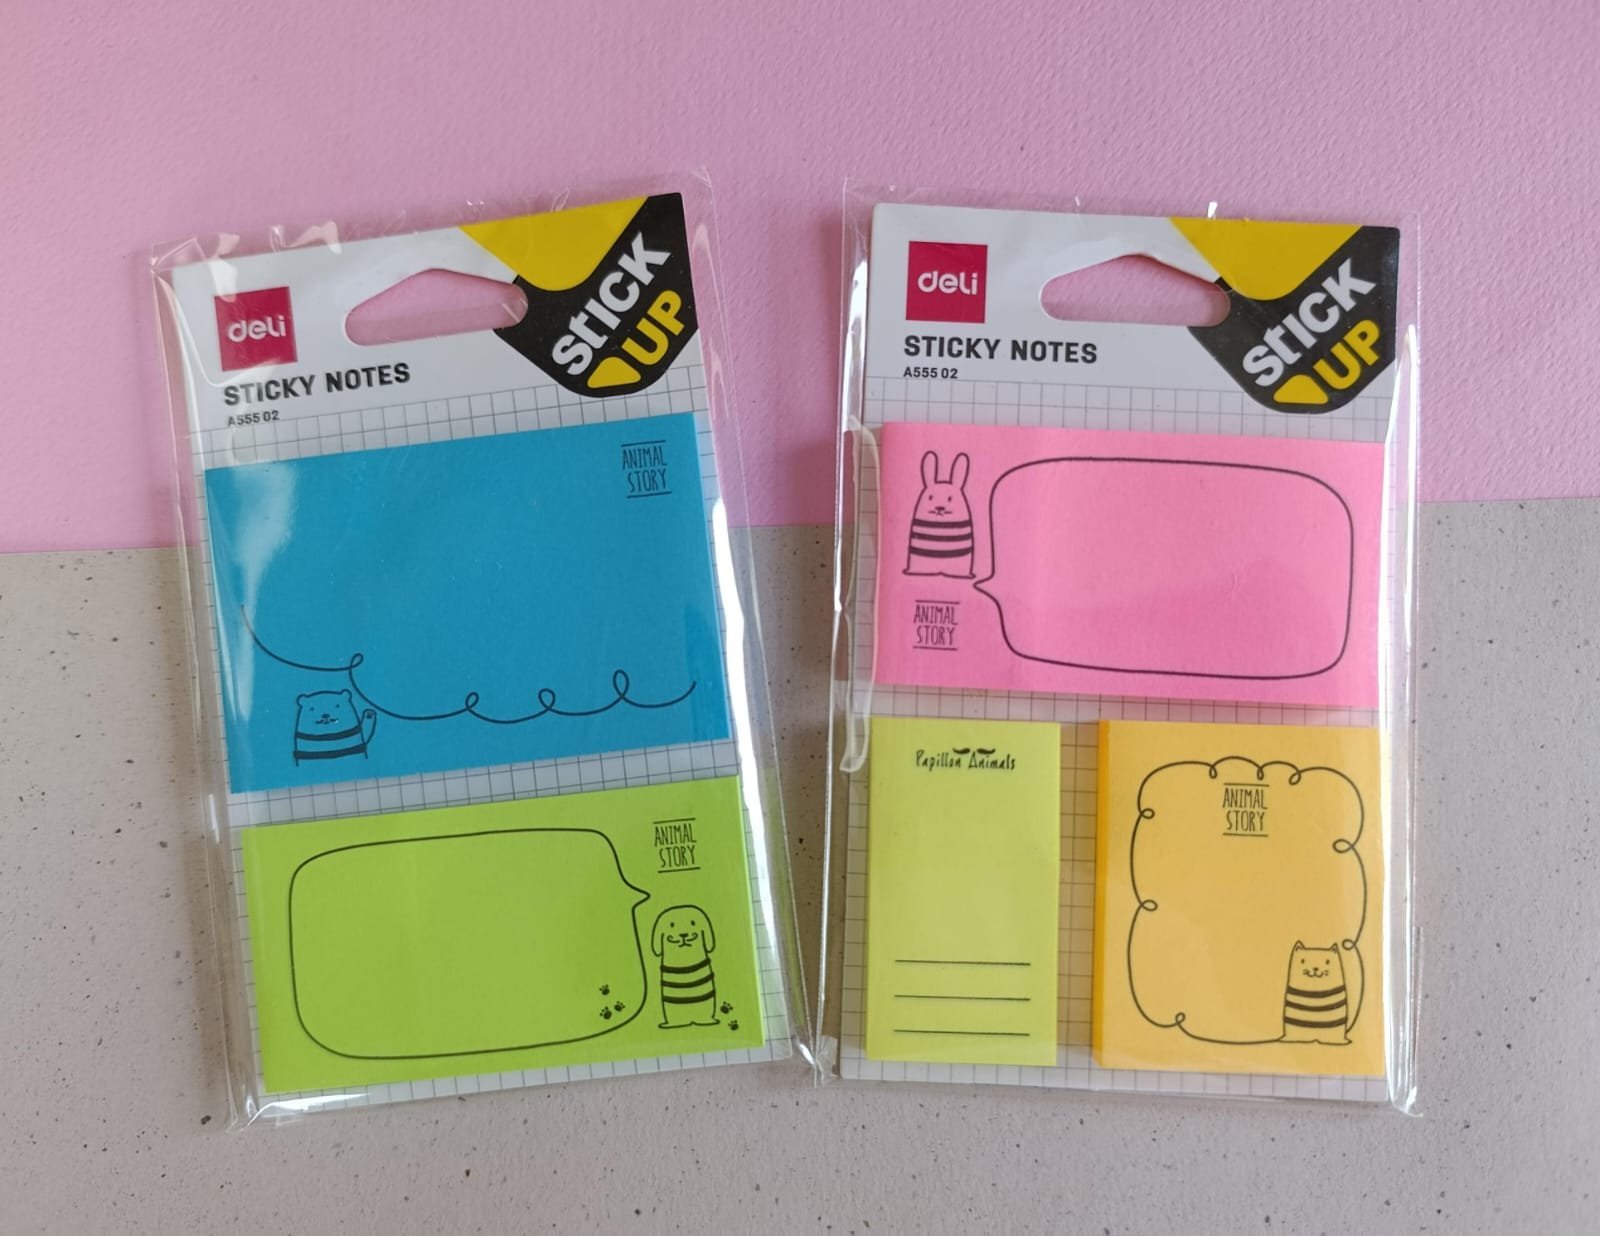 deli
STICKY NOTES
A555 02
STICK
UP
ANIMAL
STORY
ANIMAL
STORY
deli
STICKY NOTES
A555 02
STICK
UP
ANIMAL
STORY
Papillon Animals
ANIMAL
STORY